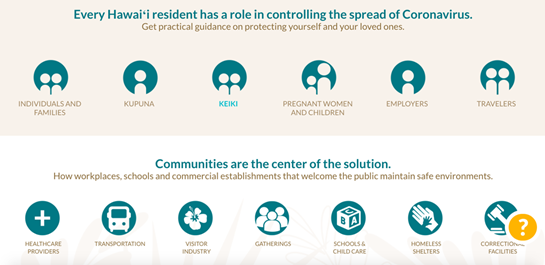 Every Hawaiʻi resident has a role in controlling the spread of Coronavirus.
Get practical guidance on protecting yourself and your loved ones.
INDIVIDUALS AND FAMILIES
KUPUNA
KEIKI
PREGNANT WOMEN AND CHILDREN
EMPLOYERS
TRAVELERS
Communities are the center of the solution.
How workplaces, schools and commercial establishments that welcome the public maintain safe environments.
HEALTHCARE PROVIDERS
TRANSPORTATION
VISITOR INDUSTRY
GATHERINGS
SCHOOLS & CHILD CARE
HOMELESS SHELTERS
CORRECTIONAL FACILITIES
?